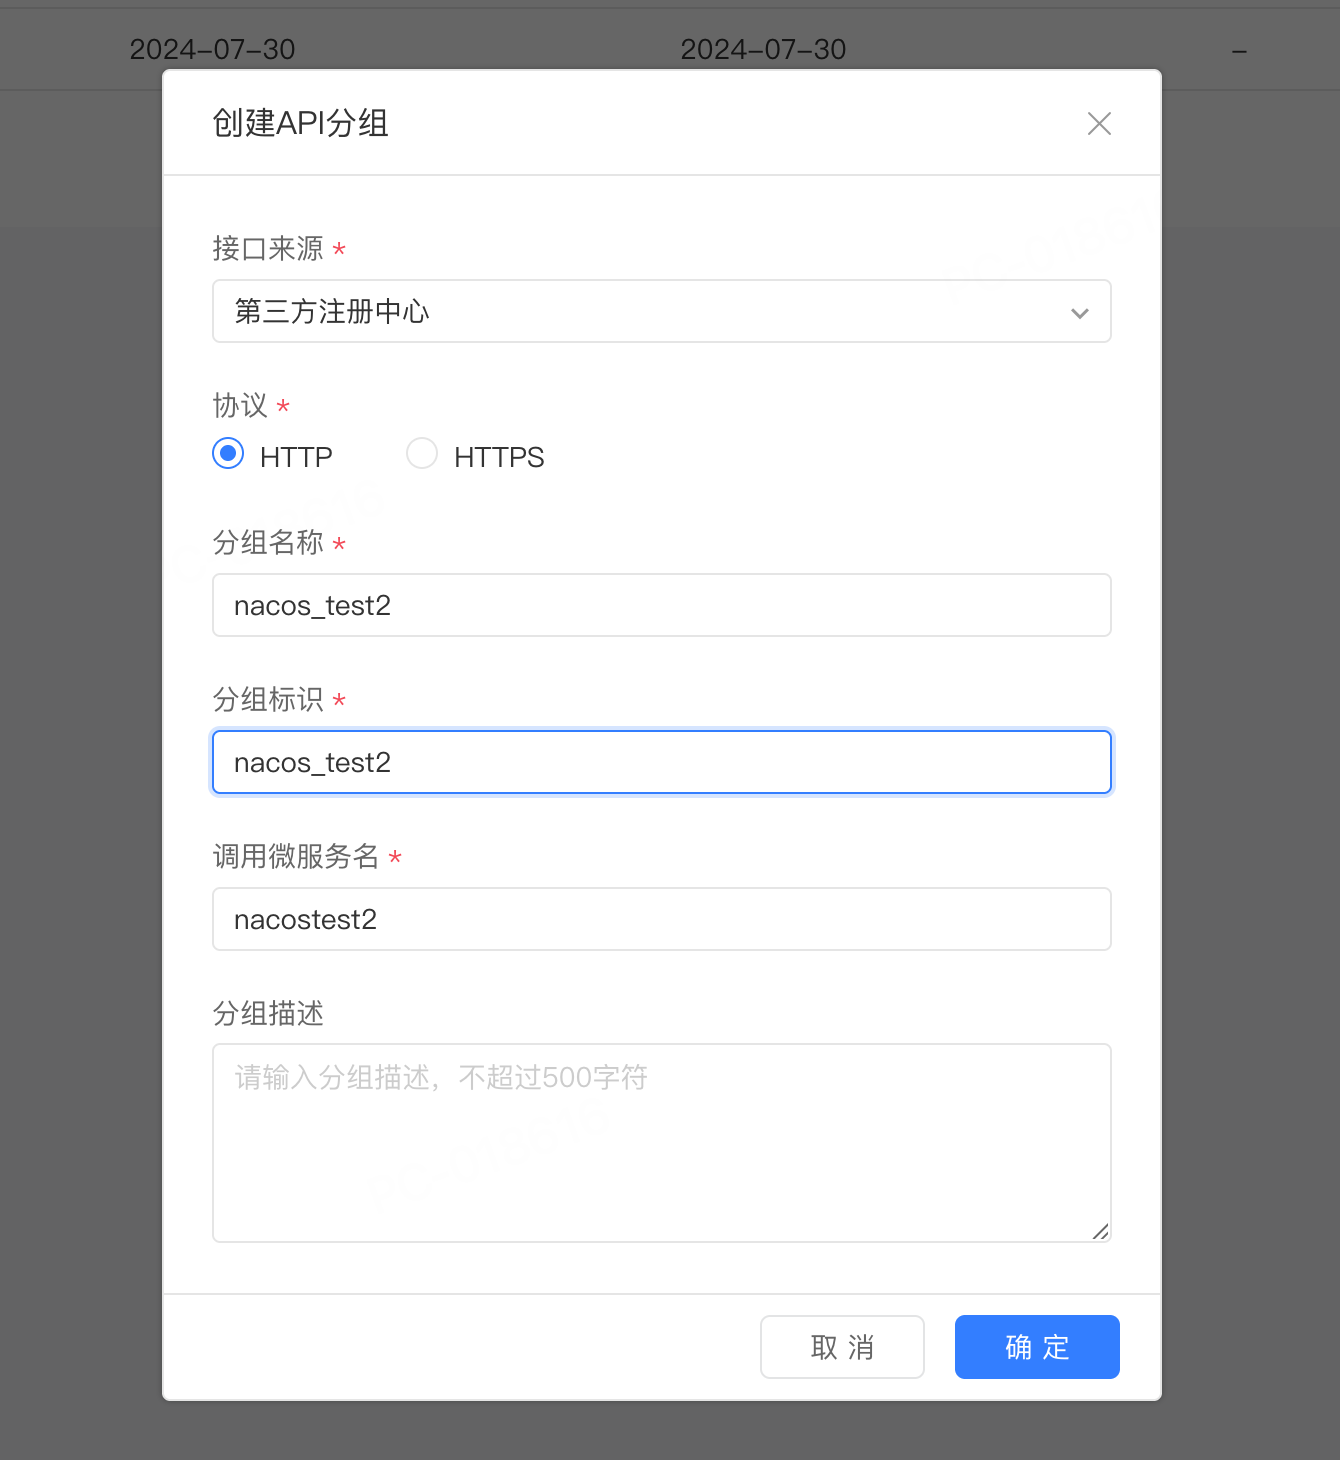 2024-07-30 2024-07-30 -
创建API分组
接口来源 *
第三方注册中心
协议 *
HTTP HTTPS
分组名称 *
nacos_test2
分组标识 *
nacos_test2
调用微服务名 *
nacostest2
分组描述
请输入分组描述，不超过500字符
取 消 确 定